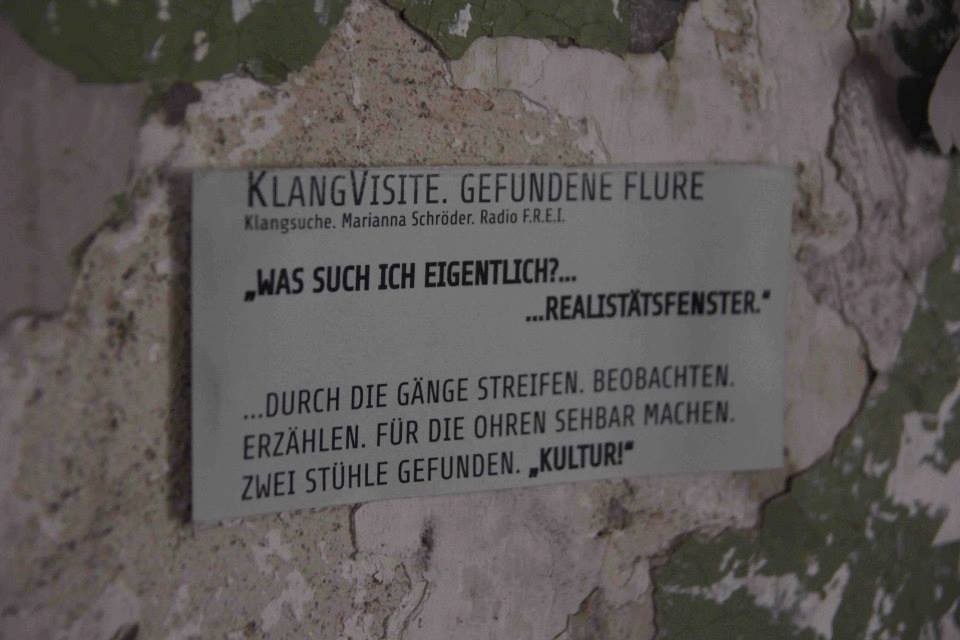 KLANGVISITE. GEFUNDENE FLURE
Klangsuche. Marianna Schröder. Radio F.R.E.I.
„WAS SUCH ICH EIGENTLICH?...
...REALISTÄTSFENSTER.“
...DURCH DIE GÄNGE STREIFEN. BEOBACHTEN.
ERZÄHLEN. FÜR DIE OHREN SEHBAR MACHEN.
ZWEI STÜHLE GEFUNDEN. „KULTUR!“